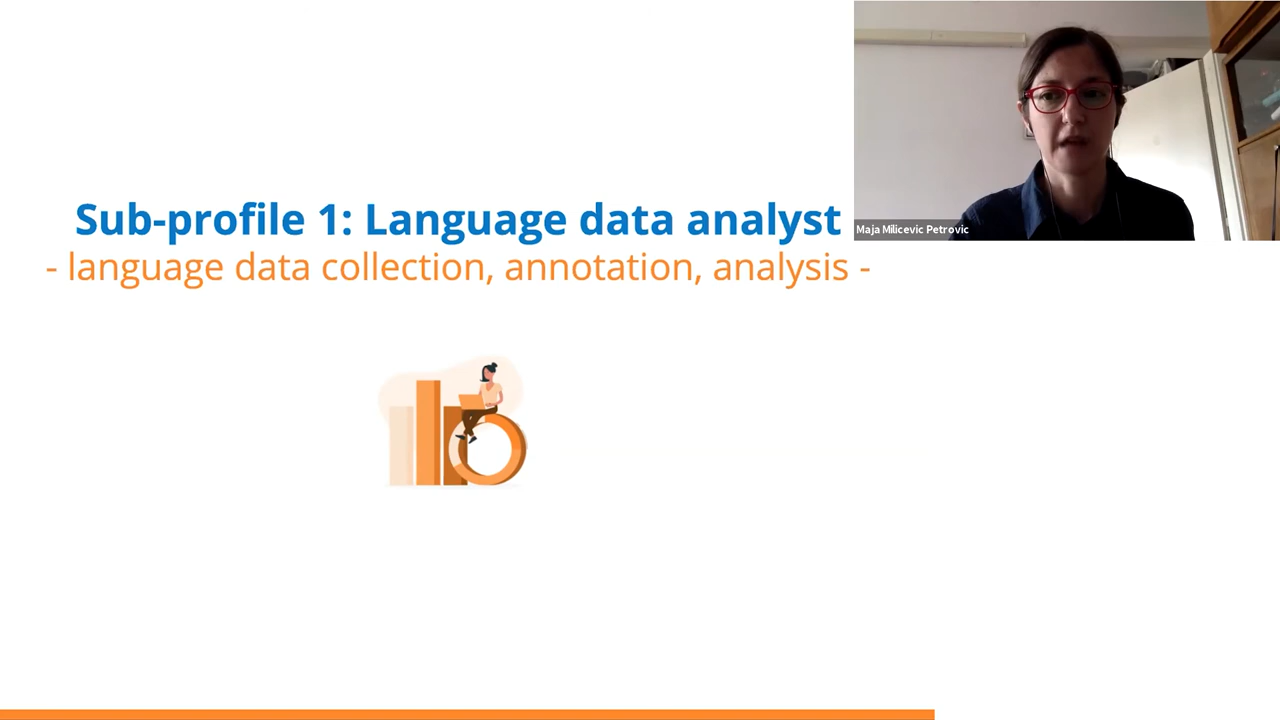 Sub-profile 1: Language data analyst
- language data collection, annotation, analysis -
Maja Milicevic Petrovic